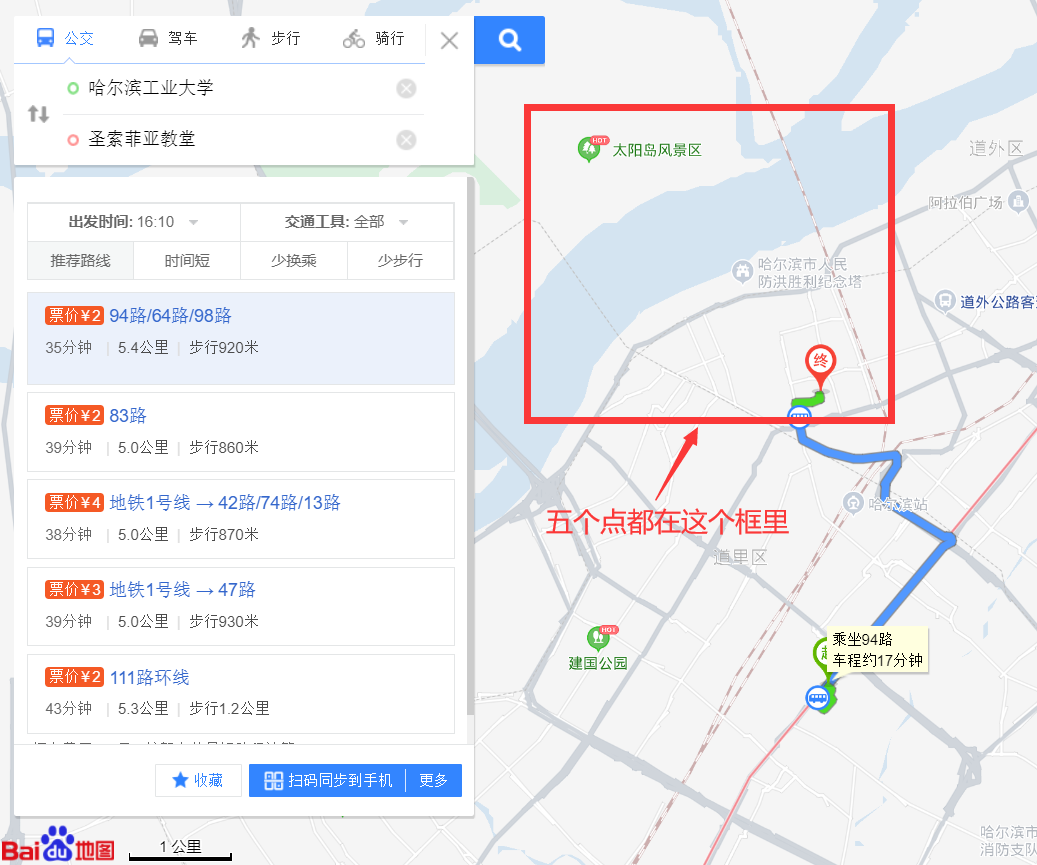 公交
驾车
步行
骑行
哈尔滨工业大学
圣索菲亚教堂
出发时间: 16:10
交通工具: 全部
推荐路线
时间短
少换乘
少步行
票价¥2 94路/64路/98路
35分钟 | 5.4公里 | 步行920米
票价¥2 83路
39分钟 | 5.0公里 | 步行860米
票价¥4 地铁1号线 → 42路/74路/13路
38分钟 | 5.0公里 | 步行870米
票价¥3 地铁1号线 → 47路
39分钟 | 5.0公里 | 步行930米
票价¥2 111路环线
43分钟 | 5.3公里 | 步行1.2公里
收藏
扫码同步到手机
更多
Bai du 地图
1 公里
HOT
太阳岛风景区
道外区
阿拉伯广场
哈尔滨市人民
防洪胜利纪念塔
道外公路客
终
哈尔滨站
五个点都在这个框里
道里区
HOT
建国公园
乘坐94路
车程约17分钟
哈尔滨市
消防支队